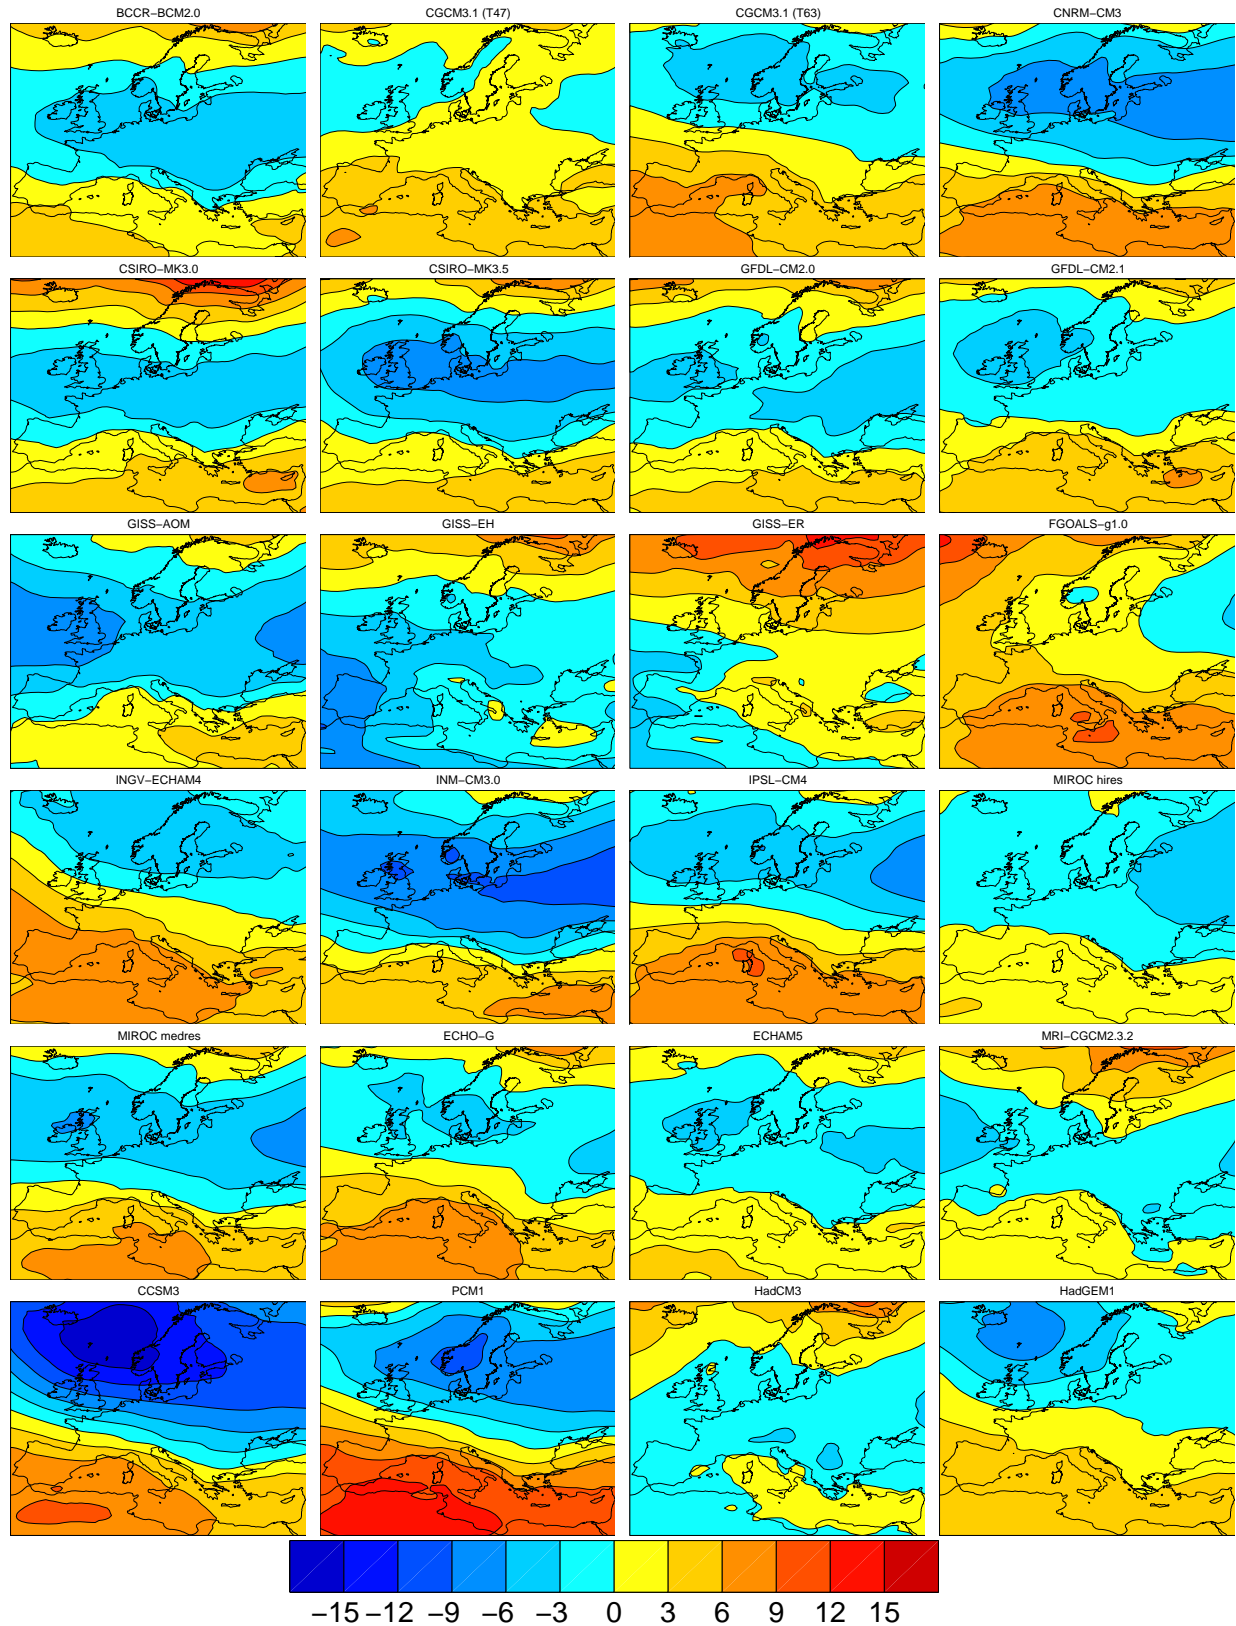 BCCR−BCM2.0 CGCM3.1 (T47) CGCM3.1 (T63) CNRM−CM3
CSIRO−MK3.0 CSIRO−MK3.5 GFDL−CM2.0 GFDL−CM2.1
GISS−AOM GISS−EH GISS−ER FGOALS−g1.0
INGV−ECHAM4 INM−CM3.0 IPSL−CM4 MIROC hires
MIROC medres ECHO−G ECHAM5 MRI−CGCM2.3.2
CCSM3 PCM1 HadCM3 HadGEM1
−15 −12 −9 −6 −3 0 3 6 9 12 15